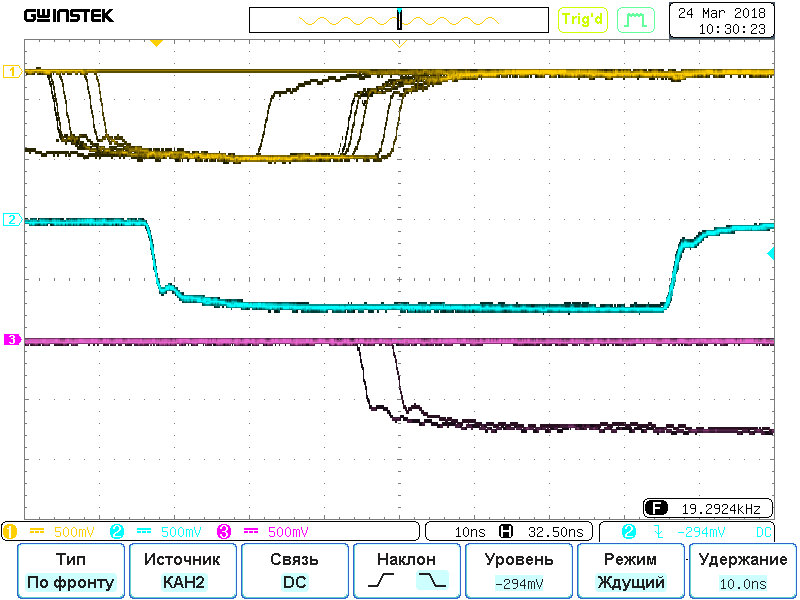 GWINSTEK
Trig'd
24 Mar 2018
10:30:23
1
2
3
F 19.2924kHz
1 500mV 2 500mV 3 500mV
10ns H 32.50ns
2 -294mV DC
Тип Источник Связь Наклон Уровень Режим Удержание
По фронту КАН2 DC -294mV Ждущий 10.0ns